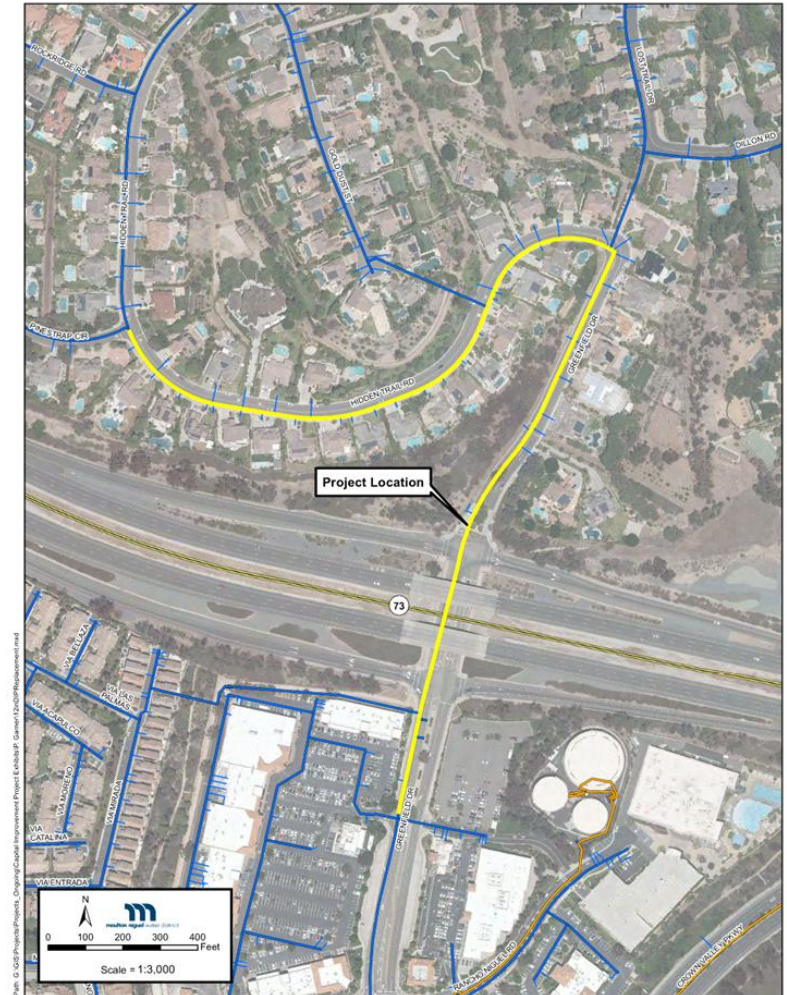 ROCKRIDGE RD
LOST TRAIL DR
DILLON RD
GOLD DUST ST
HIDDEN TRAIL RD
PINESTRAP CIR
GREENFIELD DR
HIDDEN TRAIL RD
Project Location
73
VIA BELLAZA
VIA LAS
PALMAS
VIA ACAPULCO
VIA MORENO
VIA MIRADA
VIA
CATALINA
GREENFIELD DR
VIA ENTRADA
N
moulton niguel water district
0 100 200 300 400
Feet
Scale = 1:3,000
RANCHO NIGUEL RD
CROWN VALLEY PKWY